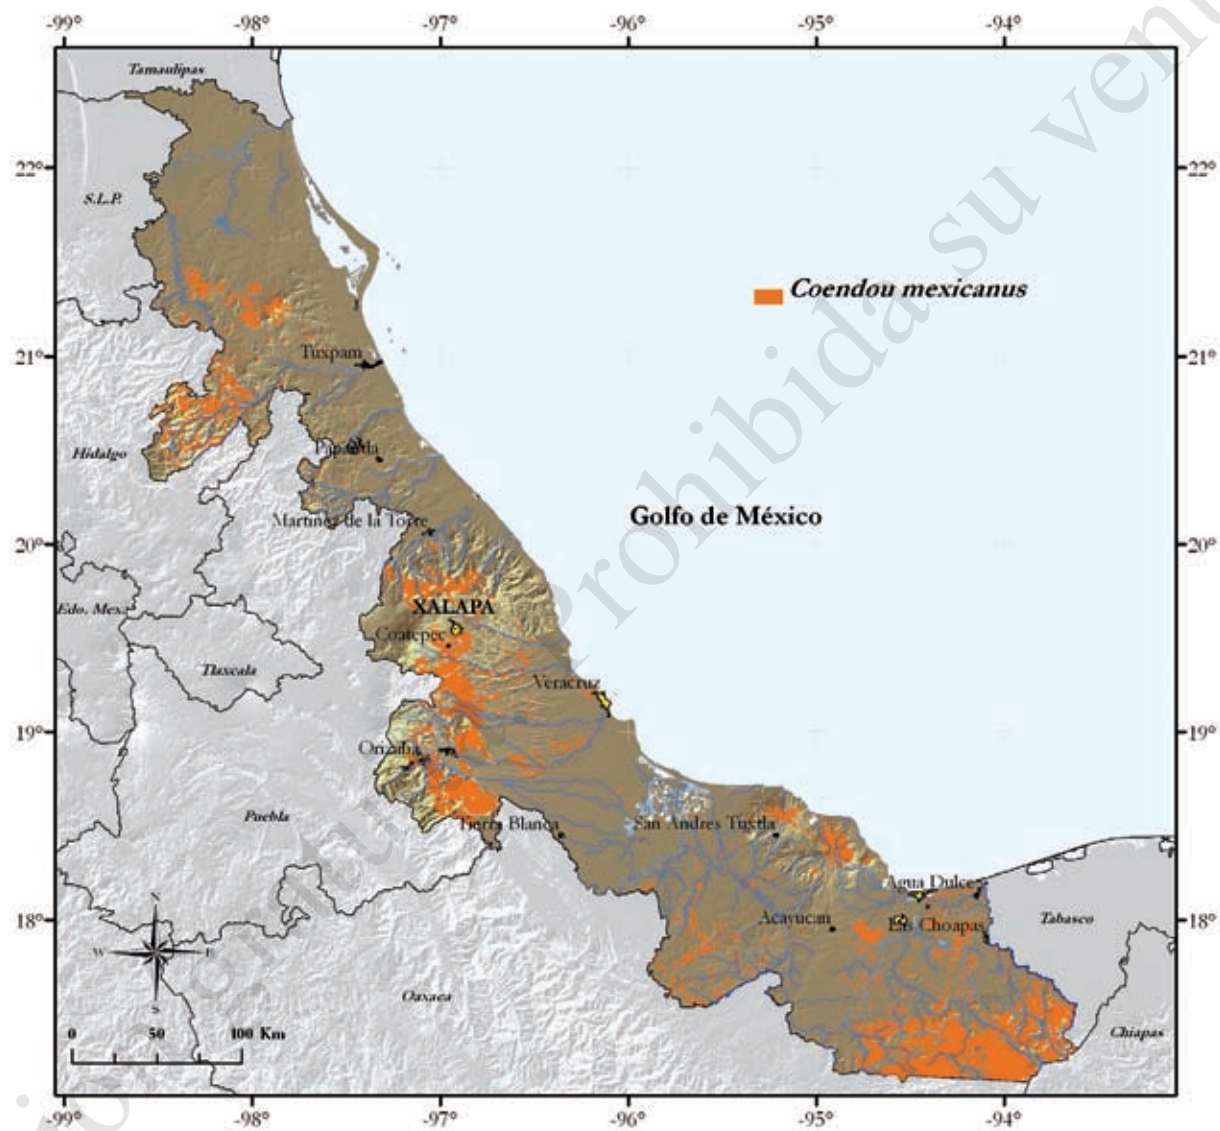 -99° -98° -97° -96° -95° -94°
Tamaulipas
22° 22°
S.L.P.
Coendou mexicanus
21° 21°
Tuxpam
Hidalgo
Papantla
Golfo de México
Martínez de la Torre
20° 20°
Edo. Mex.
XALAPA
Coatepec
Tlaxcala
Veracruz
19° 19°
Orizaba
Puebla
Tierra Blanca
San Andres Tuxtla
Agua Dulce
18° 18°
Acayucan
Las Choapas
Tabasco
N
W E
S
Oaxaca
Chiapas
0 50 100 Km
-99° -98° -97° -96° -95° -94°
Prohibida su